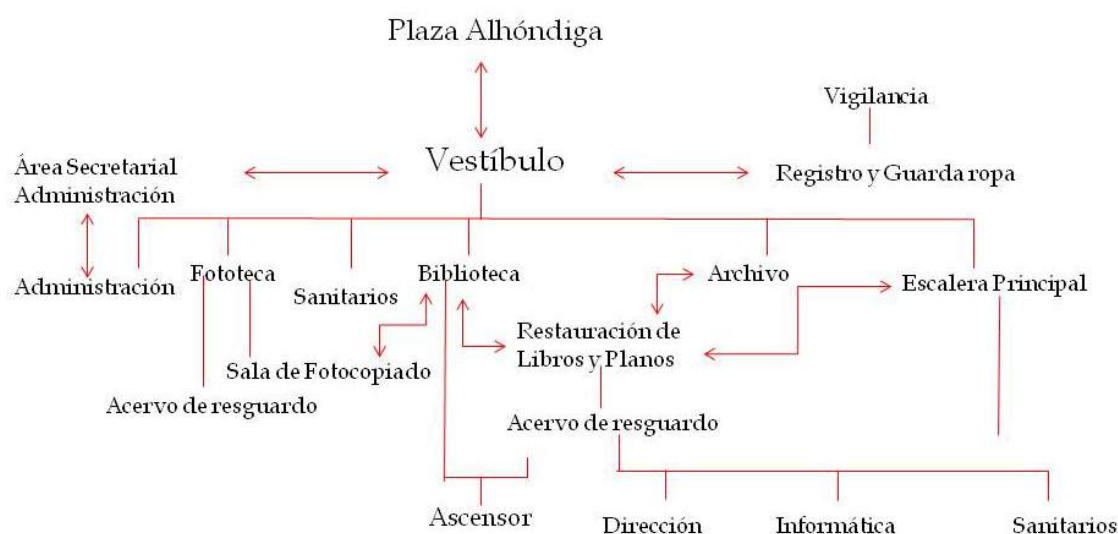 Plaza Alhóndiga
Vigilancia
Vestíbulo
Área Secretarial
Administración
Registro y Guarda ropa
Administración
Fototeca
Sanitarios
Biblioteca
Archivo
Escalera Principal
Restauración de
Libros y Planos
Sala de Fotocopiado
Acervo de resguardo
Acervo de resguardo
Ascensor
Dirección
Informática
Sanitarios